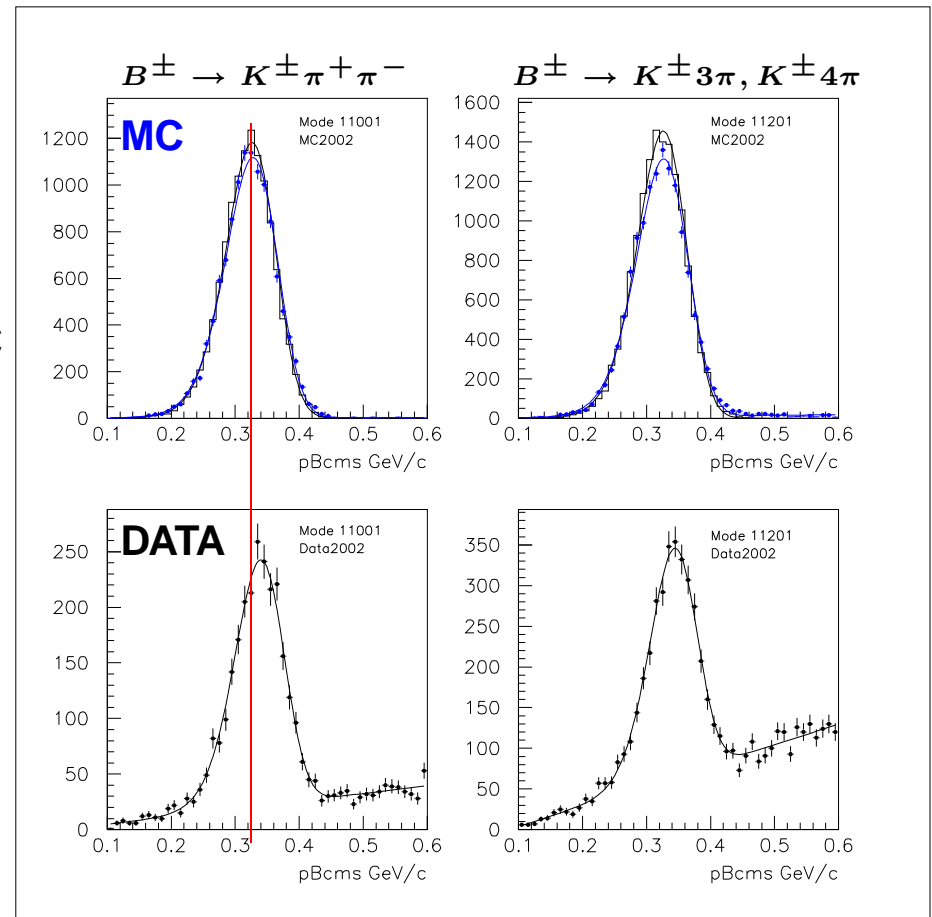 B± → K±π+π−
B± → K±3π, K±4π
MC
Mode 11001
MC2002
1200
1000
800
600
400
200
0
0.1 0.2 0.3 0.4 0.5 0.6
pBcms GeV/c
Mode 11201
MC2002
1600
1400
1200
1000
800
600
400
200
0
0.1 0.2 0.3 0.4 0.5 0.6
pBcms GeV/c
DATA
Mode 11001
Data2002
250
200
150
100
50
0
0.1 0.2 0.3 0.4 0.5 0.6
pBcms GeV/c
Mode 11201
Data2002
350
300
250
200
150
100
50
0
0.1 0.2 0.3 0.4 0.5 0.6
pBcms GeV/c